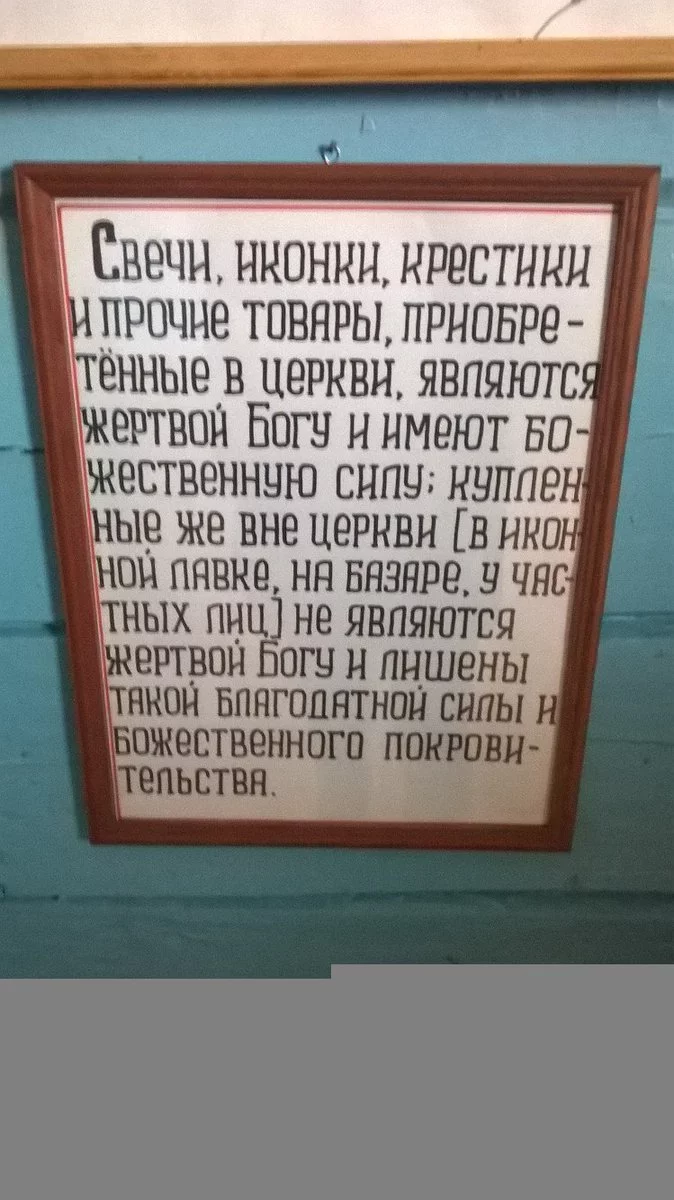 Свечи, иконки, крестики
и прочие товары, приобре-
тённые в церкви, являются
жертвой Богу и имеют бо-
жественную силу; куплен-
ные же вне церкви [в икон-
ной лавке, на базаре, у час-
тных лиц] не являются
жертвой Богу и лишены
такой благодатной силы и
божественного покрови-
тельства.